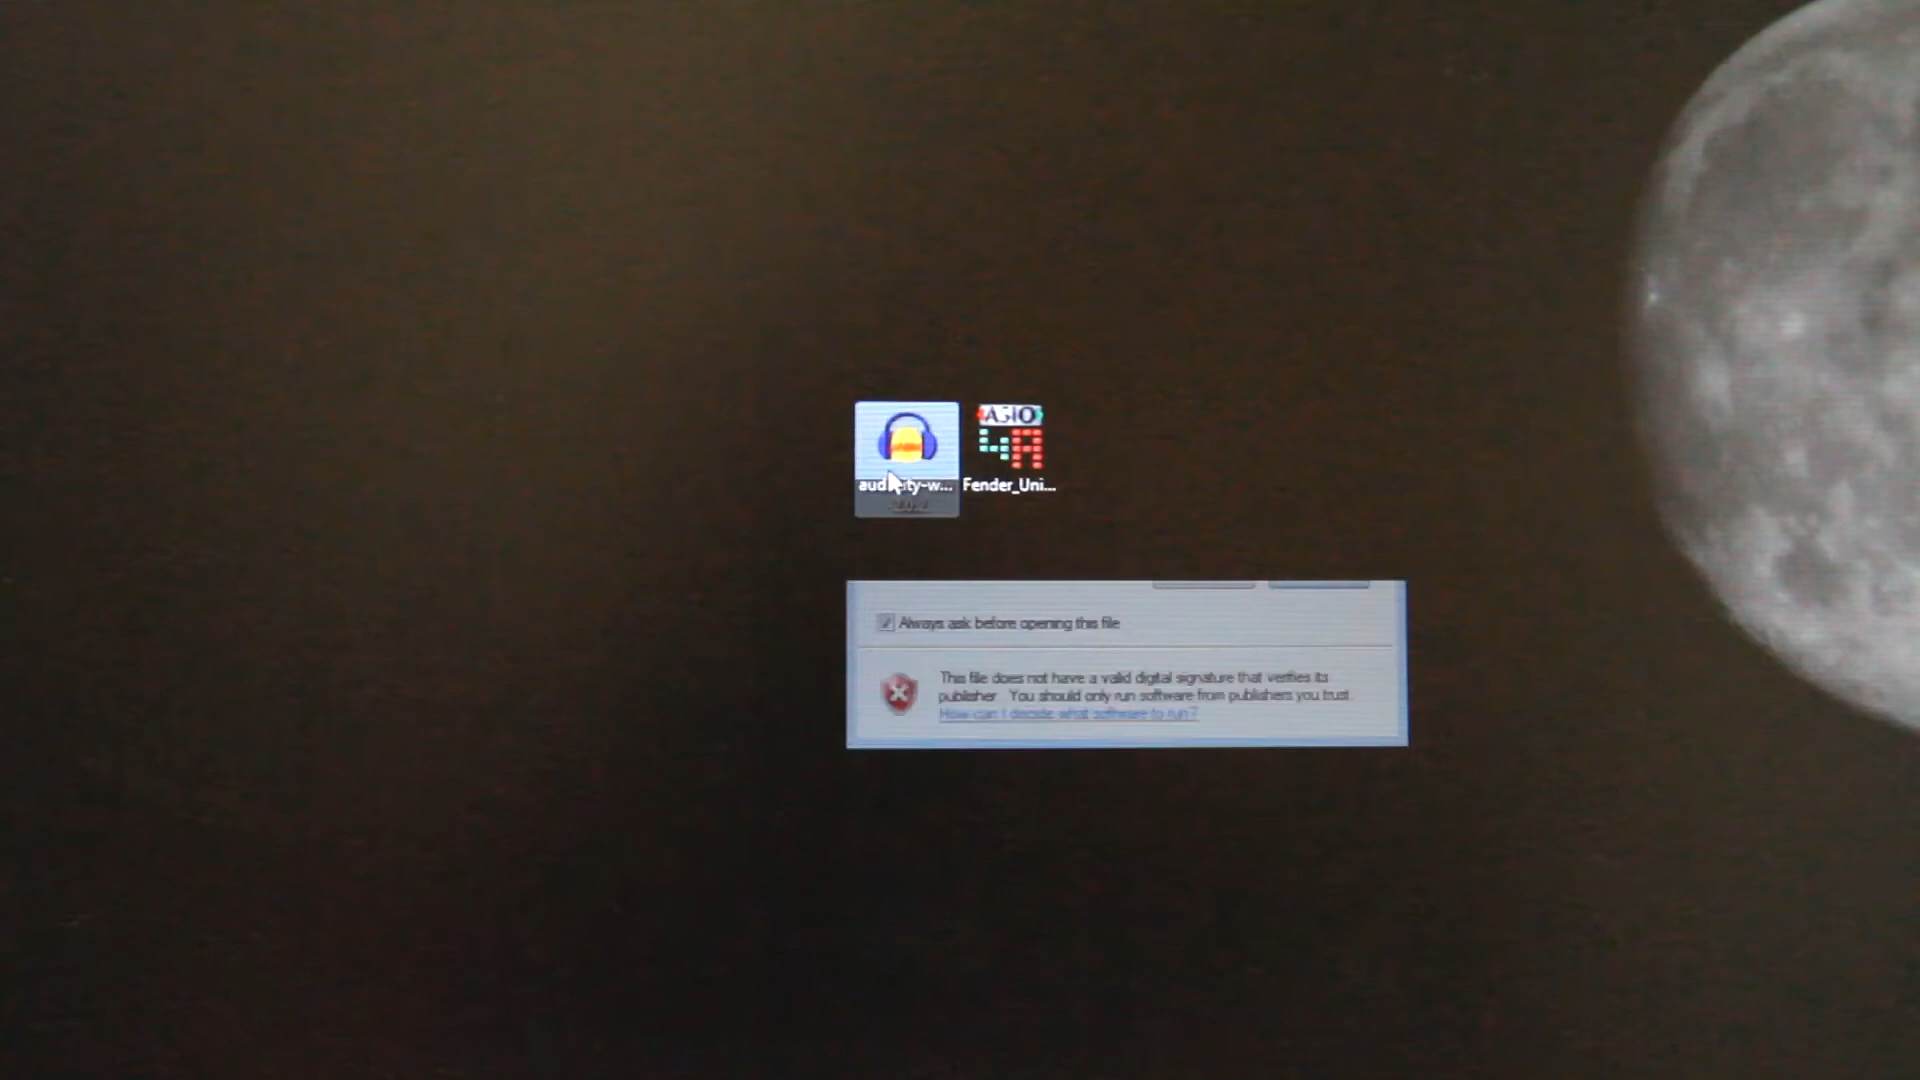 ASIO
4A
audacity-w... Fender_Uni...
Always ask before opening this file
This file does not have a valid digital signature that verifies its
publisher. You should only run software from publishers you trust.
How can I decide what software to run?